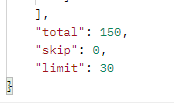 ],
"total": 150,
"skip": 0,
"limit": 30
}